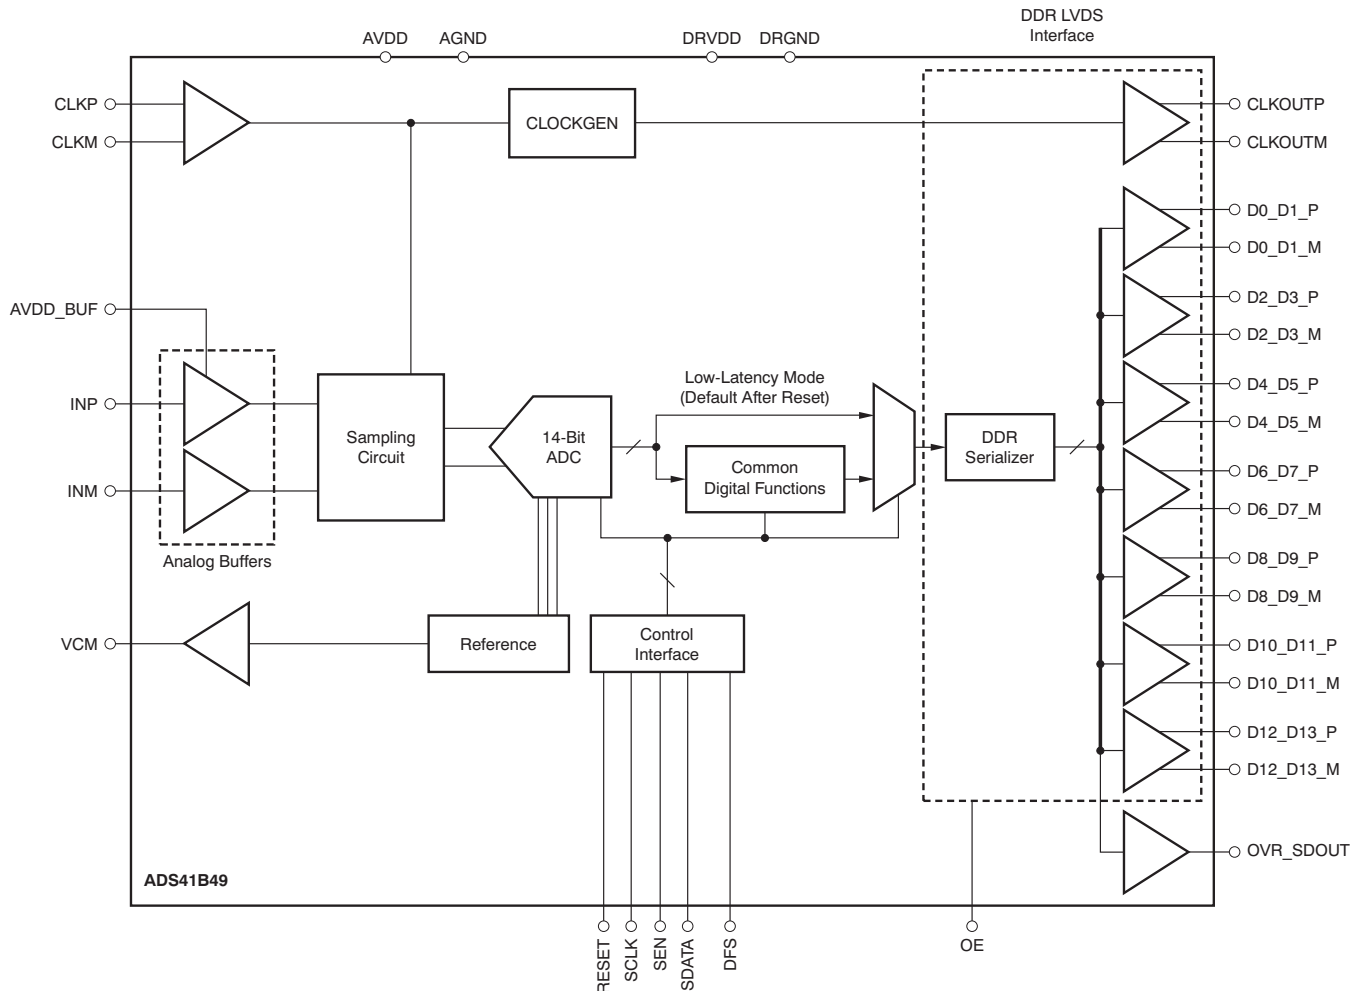 DDR LVDS
Interface
AVDD
AGND
DRVDD
DRGND
CLKP
CLKM
CLOCKGEN
CLKOUTP
CLKOUTM
D0_D1_P
D0_D1_M
AVDD_BUF
D2_D3_P
D2_D3_M
INP
INM
Analog Buffers
Sampling
Circuit
14-Bit
ADC
Low-Latency Mode
(Default After Reset)
Common
Digital Functions
DDR
Serializer
D4_D5_P
D4_D5_M
D6_D7_P
D6_D7_M
D8_D9_P
D8_D9_M
VCM
Reference
Control
Interface
D10_D11_P
D10_D11_M
D12_D13_P
D12_D13_M
OVR_SDOUT
ADS41B49
RESET
SCLK
SEN
SDATA
DFS
OE